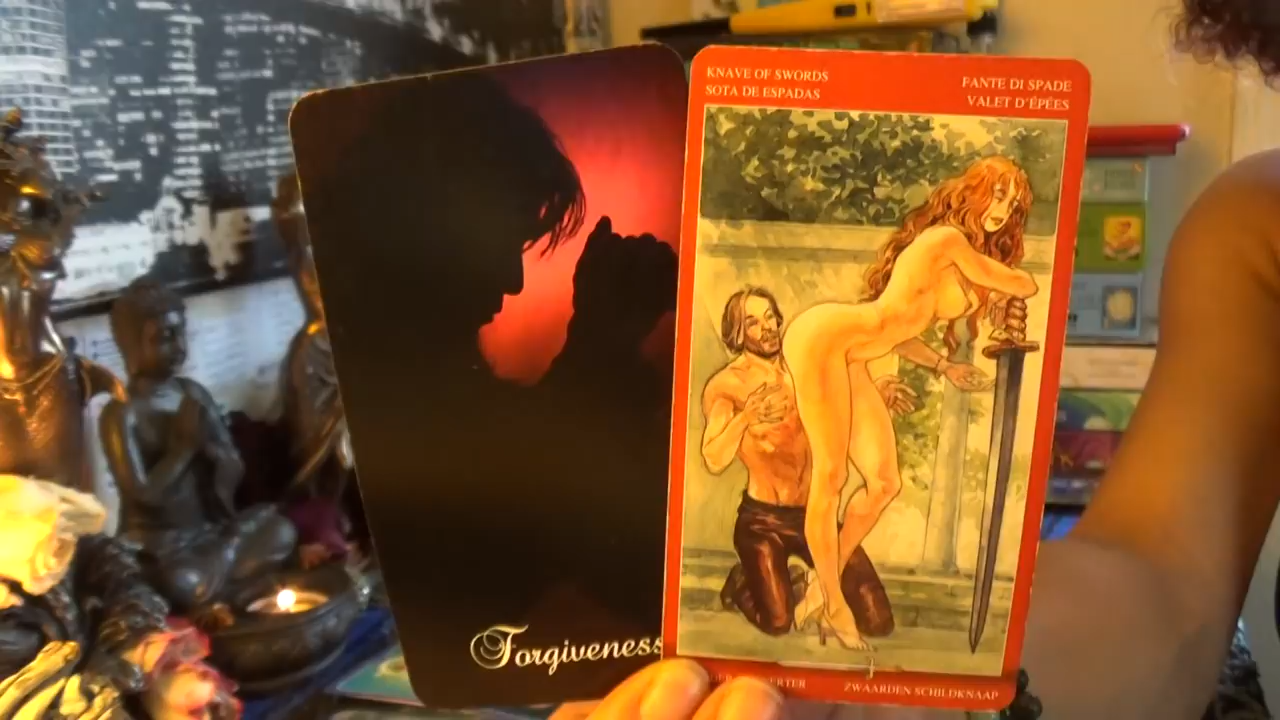 KNAVE OF SWORDS
SOTA DE ESPADAS
FANTE DI SPADE
VALET D'ÉPÉES
Forgiveness
ZWAARDEN SCHILDKNAAP